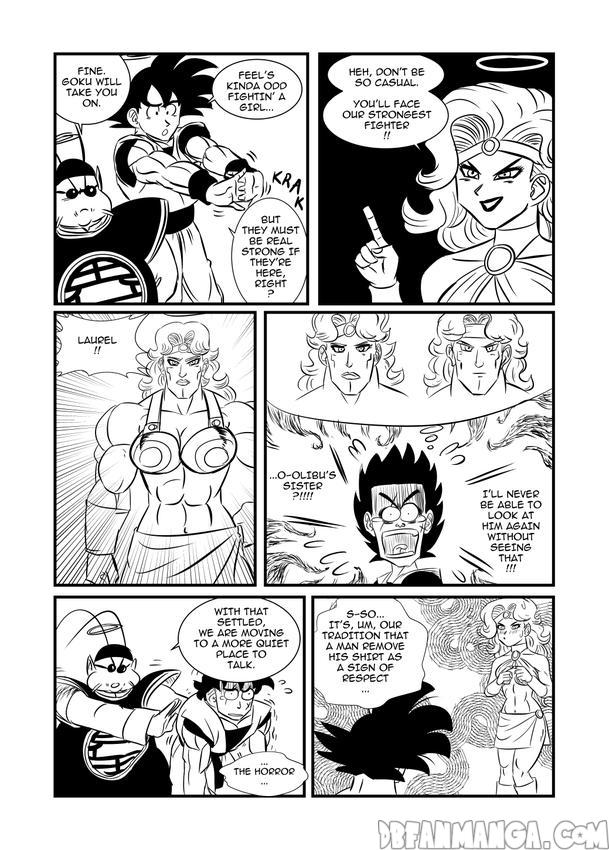 FINE.
GOKU WILL
TAKE YOU
ON.
FEEL'S
KINDA ODD
FIGHTIN' A
GIRL...
KRAK
BUT
THEY MUST
BE REAL
STRONG IF
THEY'RE
HERE,
RIGHT
?
HEH, DON'T BE
SO CASUAL.
YOU'LL FACE
OUR STRONGEST
FIGHTER
!!
LAUREL
!!
...O-OLIBU'S
SISTER
?!!!!
I'LL NEVER
BE ABLE TO
LOOK AT
HIM AGAIN
WITHOUT
SEEING
THAT
!!!
WITH THAT
SETTLED,
WE ARE MOVING
TO A MORE QUIET
PLACE TO
TALK.
...
THE HORROR
...
S-SO...
IT'S, UM, OUR
TRADITION THAT
A MAN REMOVE
HIS SHIRT AS
A SIGN OF
RESPECT
...
DBFANMANGA.COM